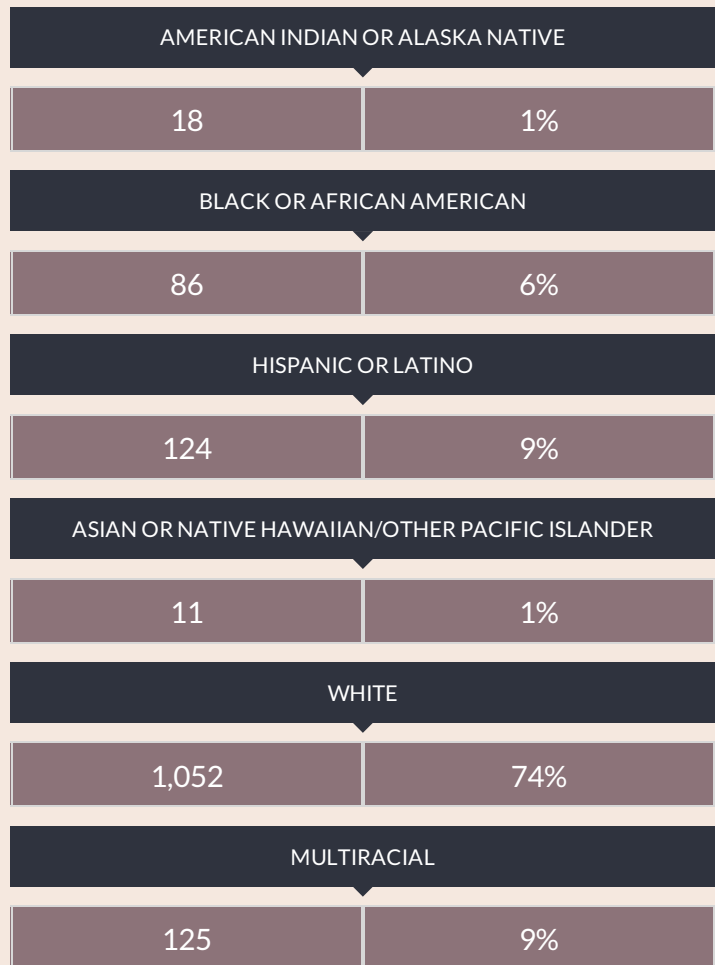 AMERICAN INDIAN OR ALASKA NATIVE
18 1%
BLACK OR AFRICAN AMERICAN
86 6%
HISPANIC OR LATINO
124 9%
ASIAN OR NATIVE HAWAIIAN/OTHER PACIFIC ISLANDER
11 1%
WHITE
1,052 74%
MULTIRACIAL
125 9%